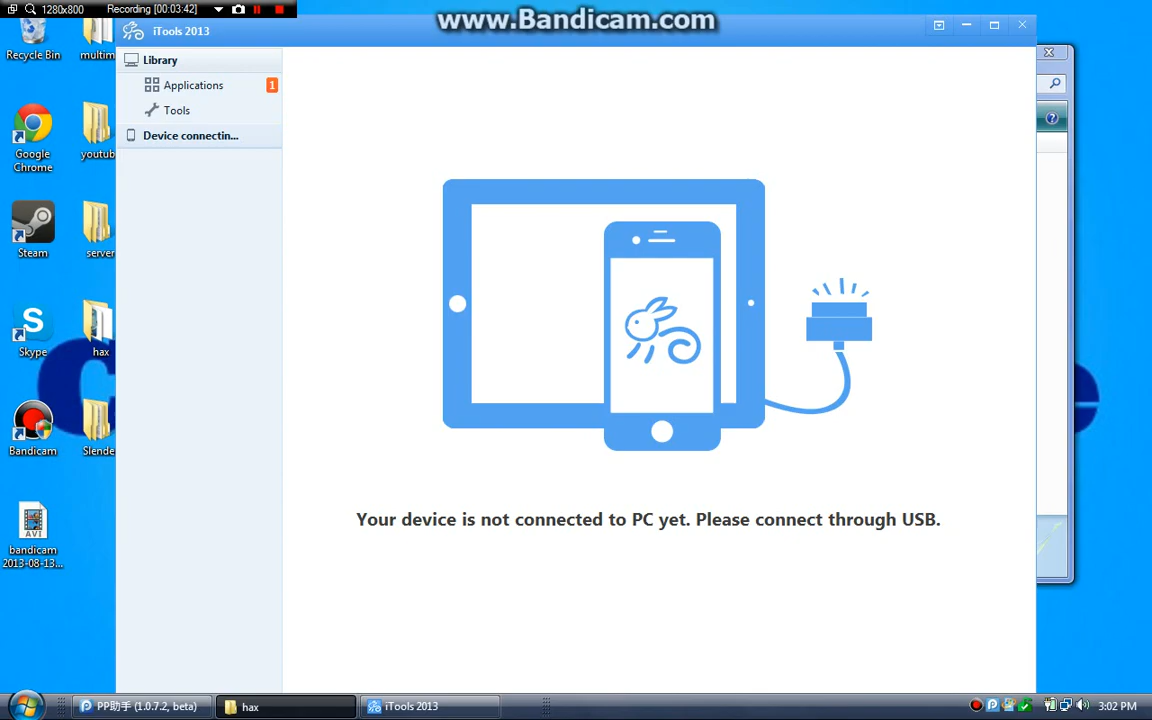 1280x800
Recording [00:03:42]
www.Bandicam.com
iTools 2013
Library
Applications
1
Tools
Device connectin...
Recycle Bin
multim
Google
Chrome
youtub
Steam
server
Skype
hax
Bandicam
Slende
AVI
bandicam
2013-08-13...
Your device is not connected to PC yet. Please connect through USB.
PP助手 (1.0.7.2, beta)
hax
iTools 2013
3:02 PM